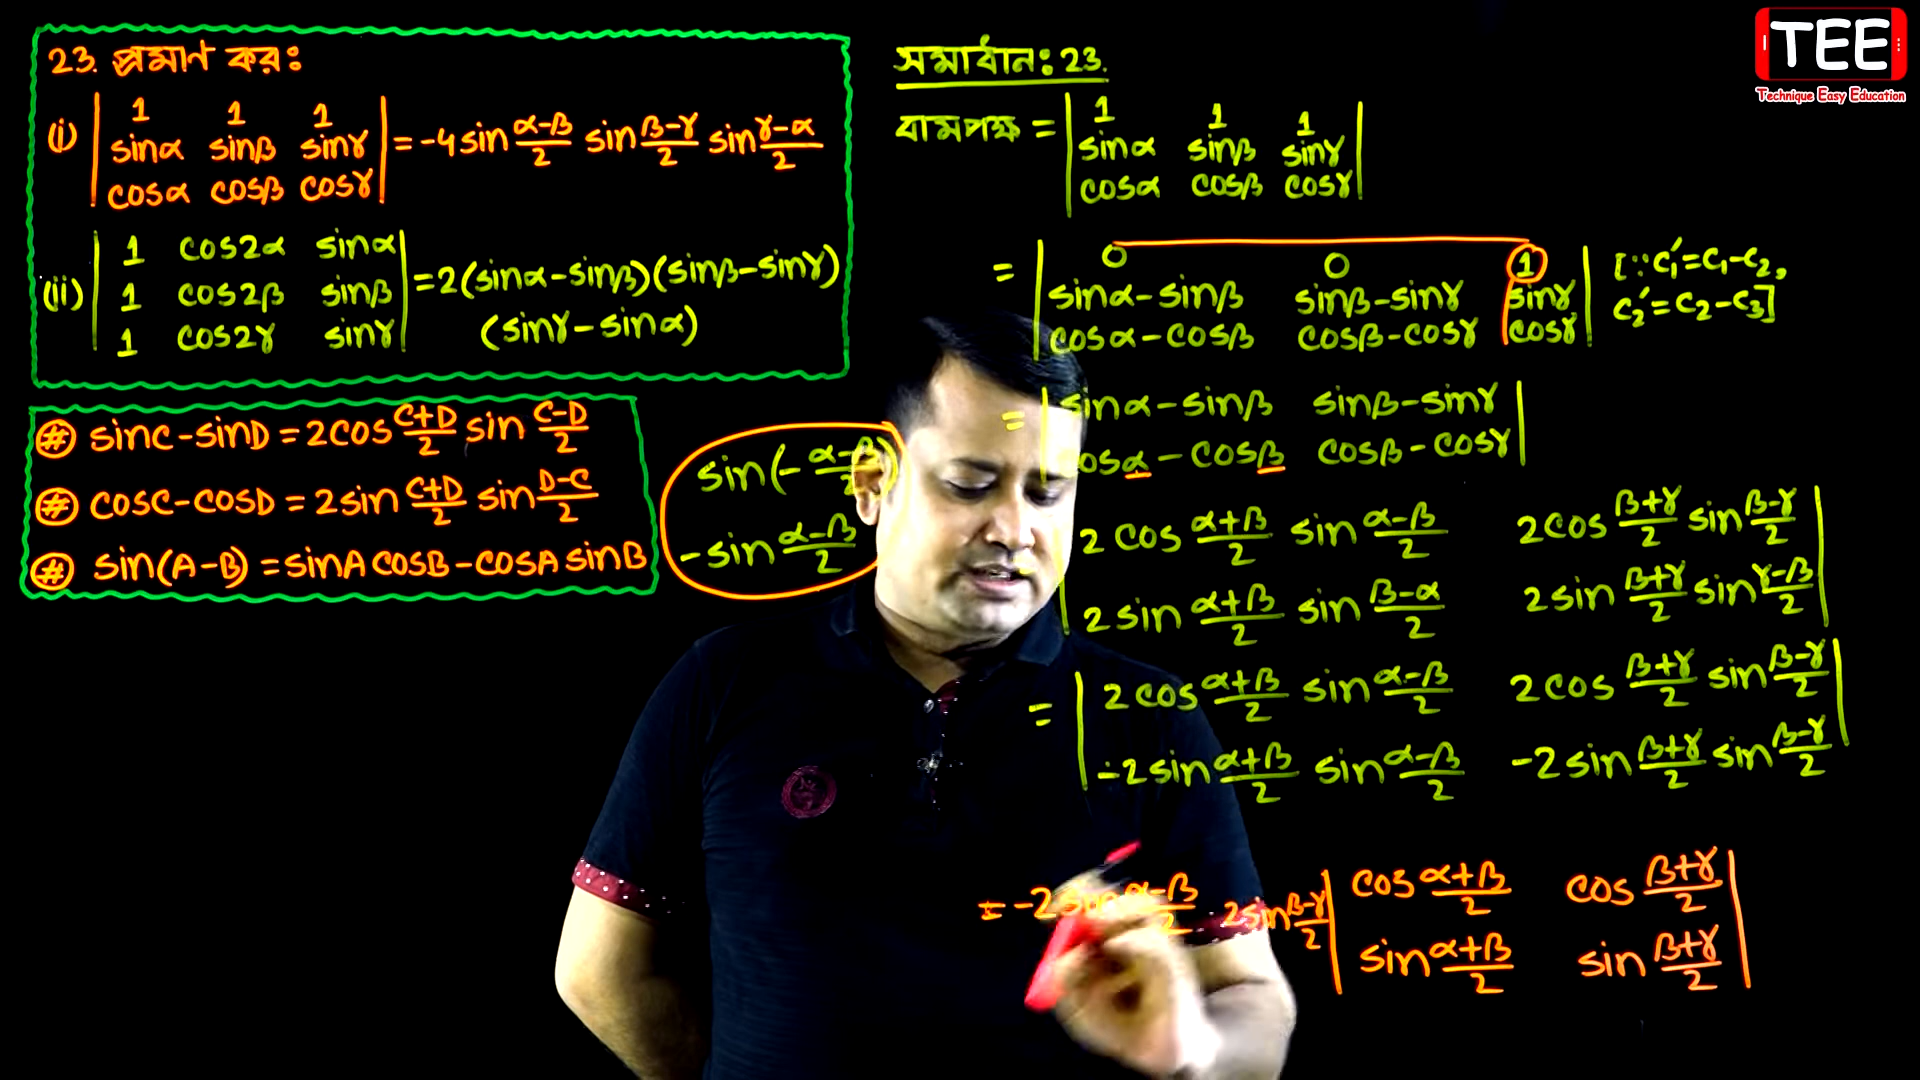 TEE
Technique Easy Education
23. প্রমাণ করঃ
(i) | 1 1 1 |
| sinα sinβ sinγ | = -4 sin (α-β)/2 sin (β-γ)/2 sin (γ-α)/2
| cosα cosβ cosγ |
(ii) | 1 cos2α sinα |
| 1 cos2β sinβ | = 2(sinα-sinβ)(sinβ-sinγ)
| 1 cos2γ sinγ | (sinγ-sinα)
# sinC-sinD = 2cos (C+D)/2 sin (C-D)/2
# cosC-cosD = 2sin (C+D)/2 sin (D-C)/2
# sin(A-B) = sinA cosB - cosA sinB
sin(- (α-β)/2)
-sin (α-β)/2
সমাধান: 23.
বামপক্ষ = | 1 1 1 |
| sinα sinβ sinγ |
| cosα cosβ cosγ |
= | 0 0 1 | [∵ C₁′=C₁-C₂,
| sinα-sinβ sinβ-sinγ sinγ | C₂′=C₂-C₃]
| cosα-cosβ cosβ-cosγ cosγ |
= | sinα-sinβ sinβ-sinγ |
| cosα-cosβ cosβ-cosγ |
| 2cos (α+β)/2 sin (α-β)/2 2cos (β+γ)/2 sin (β-γ)/2 |
| 2sin (α+β)/2 sin (β-α)/2 2sin (β+γ)/2 sin (γ-β)/2 |
= | 2cos (α+β)/2 sin (α-β)/2 2cos (β+γ)/2 sin (β-γ)/2 |
| -2sin (α+β)/2 sin (α-β)/2 -2sin (β+γ)/2 sin (β-γ)/2 |
= -2sin (α-β)/2 2sin (β-γ)/2 | cos (α+β)/2 cos (β+γ)/2 |
| sin (α+β)/2 sin (β+γ)/2 |